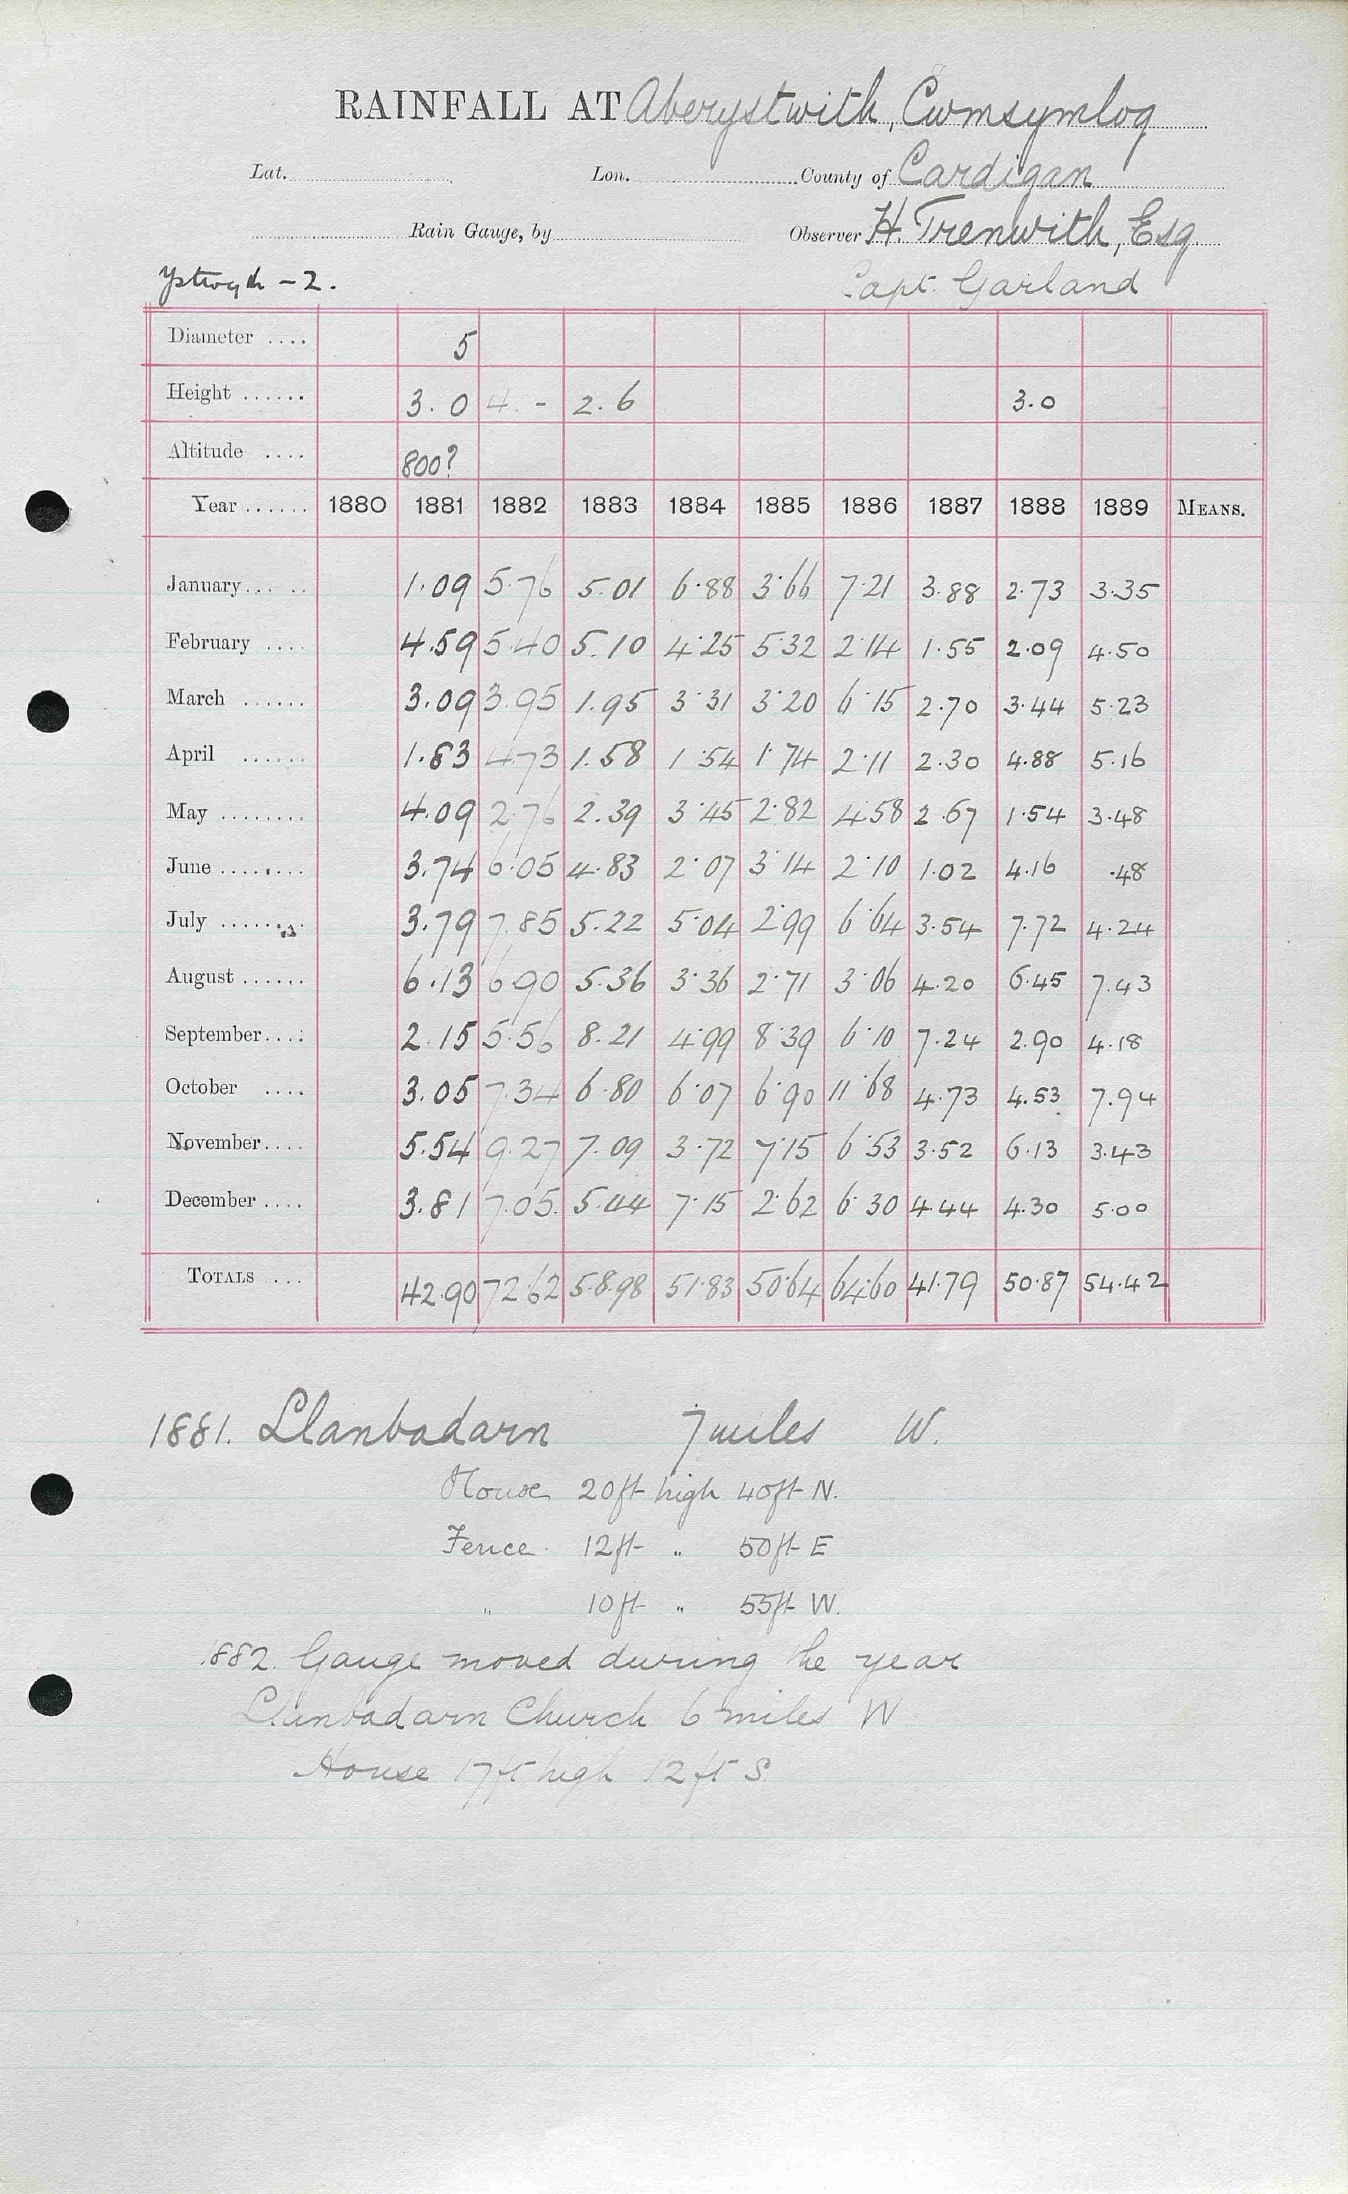 RAINFALL AT Aberystwith, Cwmsymlog
Lat. Lon. County of Cardigan
Rain Gauge, by Observer H. Trenwith, Esq
Ystwyth - 2. Capt. Garland
Diameter .... 5
Height ...... 3.0 4. - 2.6 3.0
Altitude .... 800?
Year ...... 1880 1881 1882 1883 1884 1885 1886 1887 1888 1889 MEANS.
January ... .. 1.09 5.76 5.01 6.88 3.66 7.21 3.88 2.73 3.35
February .... 4.59 5.40 5.10 4.25 5.32 2.14 1.55 2.09 4.50
March ...... 3.09 3.95 1.95 3.31 3.20 6.15 2.70 3.44 5.23
April ...... 1.83 4.73 1.58 1.54 1.74 2.11 2.30 4.88 5.16
May ........ 4.09 2.76 2.39 3.45 2.82 4.58 2.67 1.54 3.48
June ........ 3.74 6.05 4.83 2.07 3.14 2.10 1.02 4.16 .48
July ........ 3.79 7.85 5.22 5.04 2.99 6.64 3.54 7.72 4.24
August ...... 6.13 6.90 5.36 3.36 2.71 3.06 4.20 6.45 7.43
September .... 2.15 5.56 8.21 4.99 8.39 6.10 7.24 2.90 4.18
October .... 3.05 7.34 6.80 6.07 6.90 11.68 4.73 4.53 7.94
November .... 5.54 9.27 7.09 3.72 7.15 6.53 3.52 6.13 3.43
December .... 3.81 7.05 5.44 7.15 2.62 6.30 4.44 4.30 5.00
TOTALS ... 42.90 72.62 58.98 51.83 50.64 64.60 41.79 50.87 54.42
1881. Llanbadarn 7 miles W.
House 20ft high 40ft N.
Fence 12ft " 50ft E
" 10ft " 55ft W.
1882. Gauge moved during the year
Llanbadarn Church 6 miles W
House 17ft high 12ft S